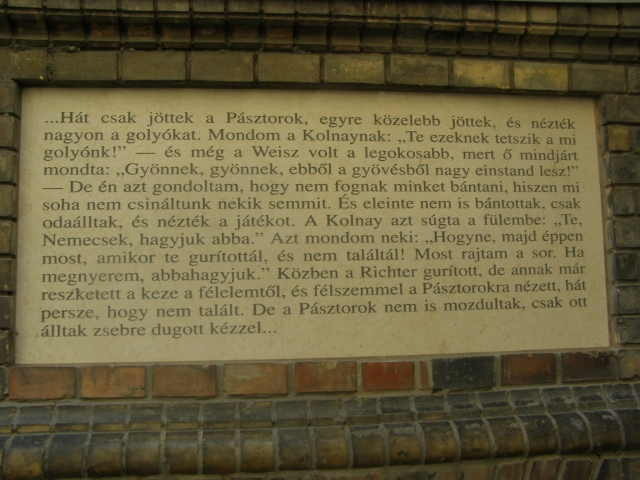 ...Hát csak jöttek a Pásztorok, egyre közelebb jöttek, és nézték
nagyon a golyókat. Mondom a Kolnaynak: „Te ezeknek tetszik a mi
golyónk!” — és még a Weisz volt a legokosabb, mert ő mindjárt
mondta: „Gyönnek, gyönnek, ebből a gyövésből nagy einstand lesz!”
— De én azt gondoltam, hogy nem fognak minket bántani, hiszen mi
soha nem csináltunk nekik semmit. És eleinte nem is bántottak, csak
odaálltak, és nézték a játékot. A Kolnay azt súgta a fülembe: „Te,
Nemecsek, hagyjuk abba.” Azt mondom neki: „Hogyne, majd éppen
most, amikor te gurítottál, és nem találtál! Most rajtam a sor. Ha
megnyerem, abbahagyjuk.” Közben a Richter gurított, de annak már
reszketett a keze a félelemtől, és félszemmel a Pásztorokra nézett, hát
persze, hogy nem talált. De a Pásztorok nem is mozdultak, csak ott
álltak zsebre dugott kézzel...